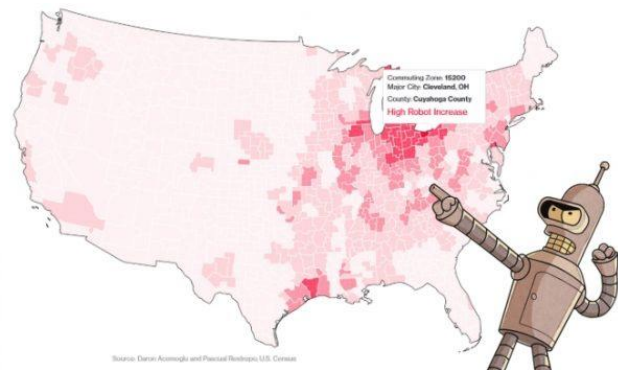 Commuting Zone: 15200
Major City: Cleveland, OH
County: Cuyahoga County
High Robot Increase
Source: Daron Acemoglu and Pascual Restrepo, U.S. Census